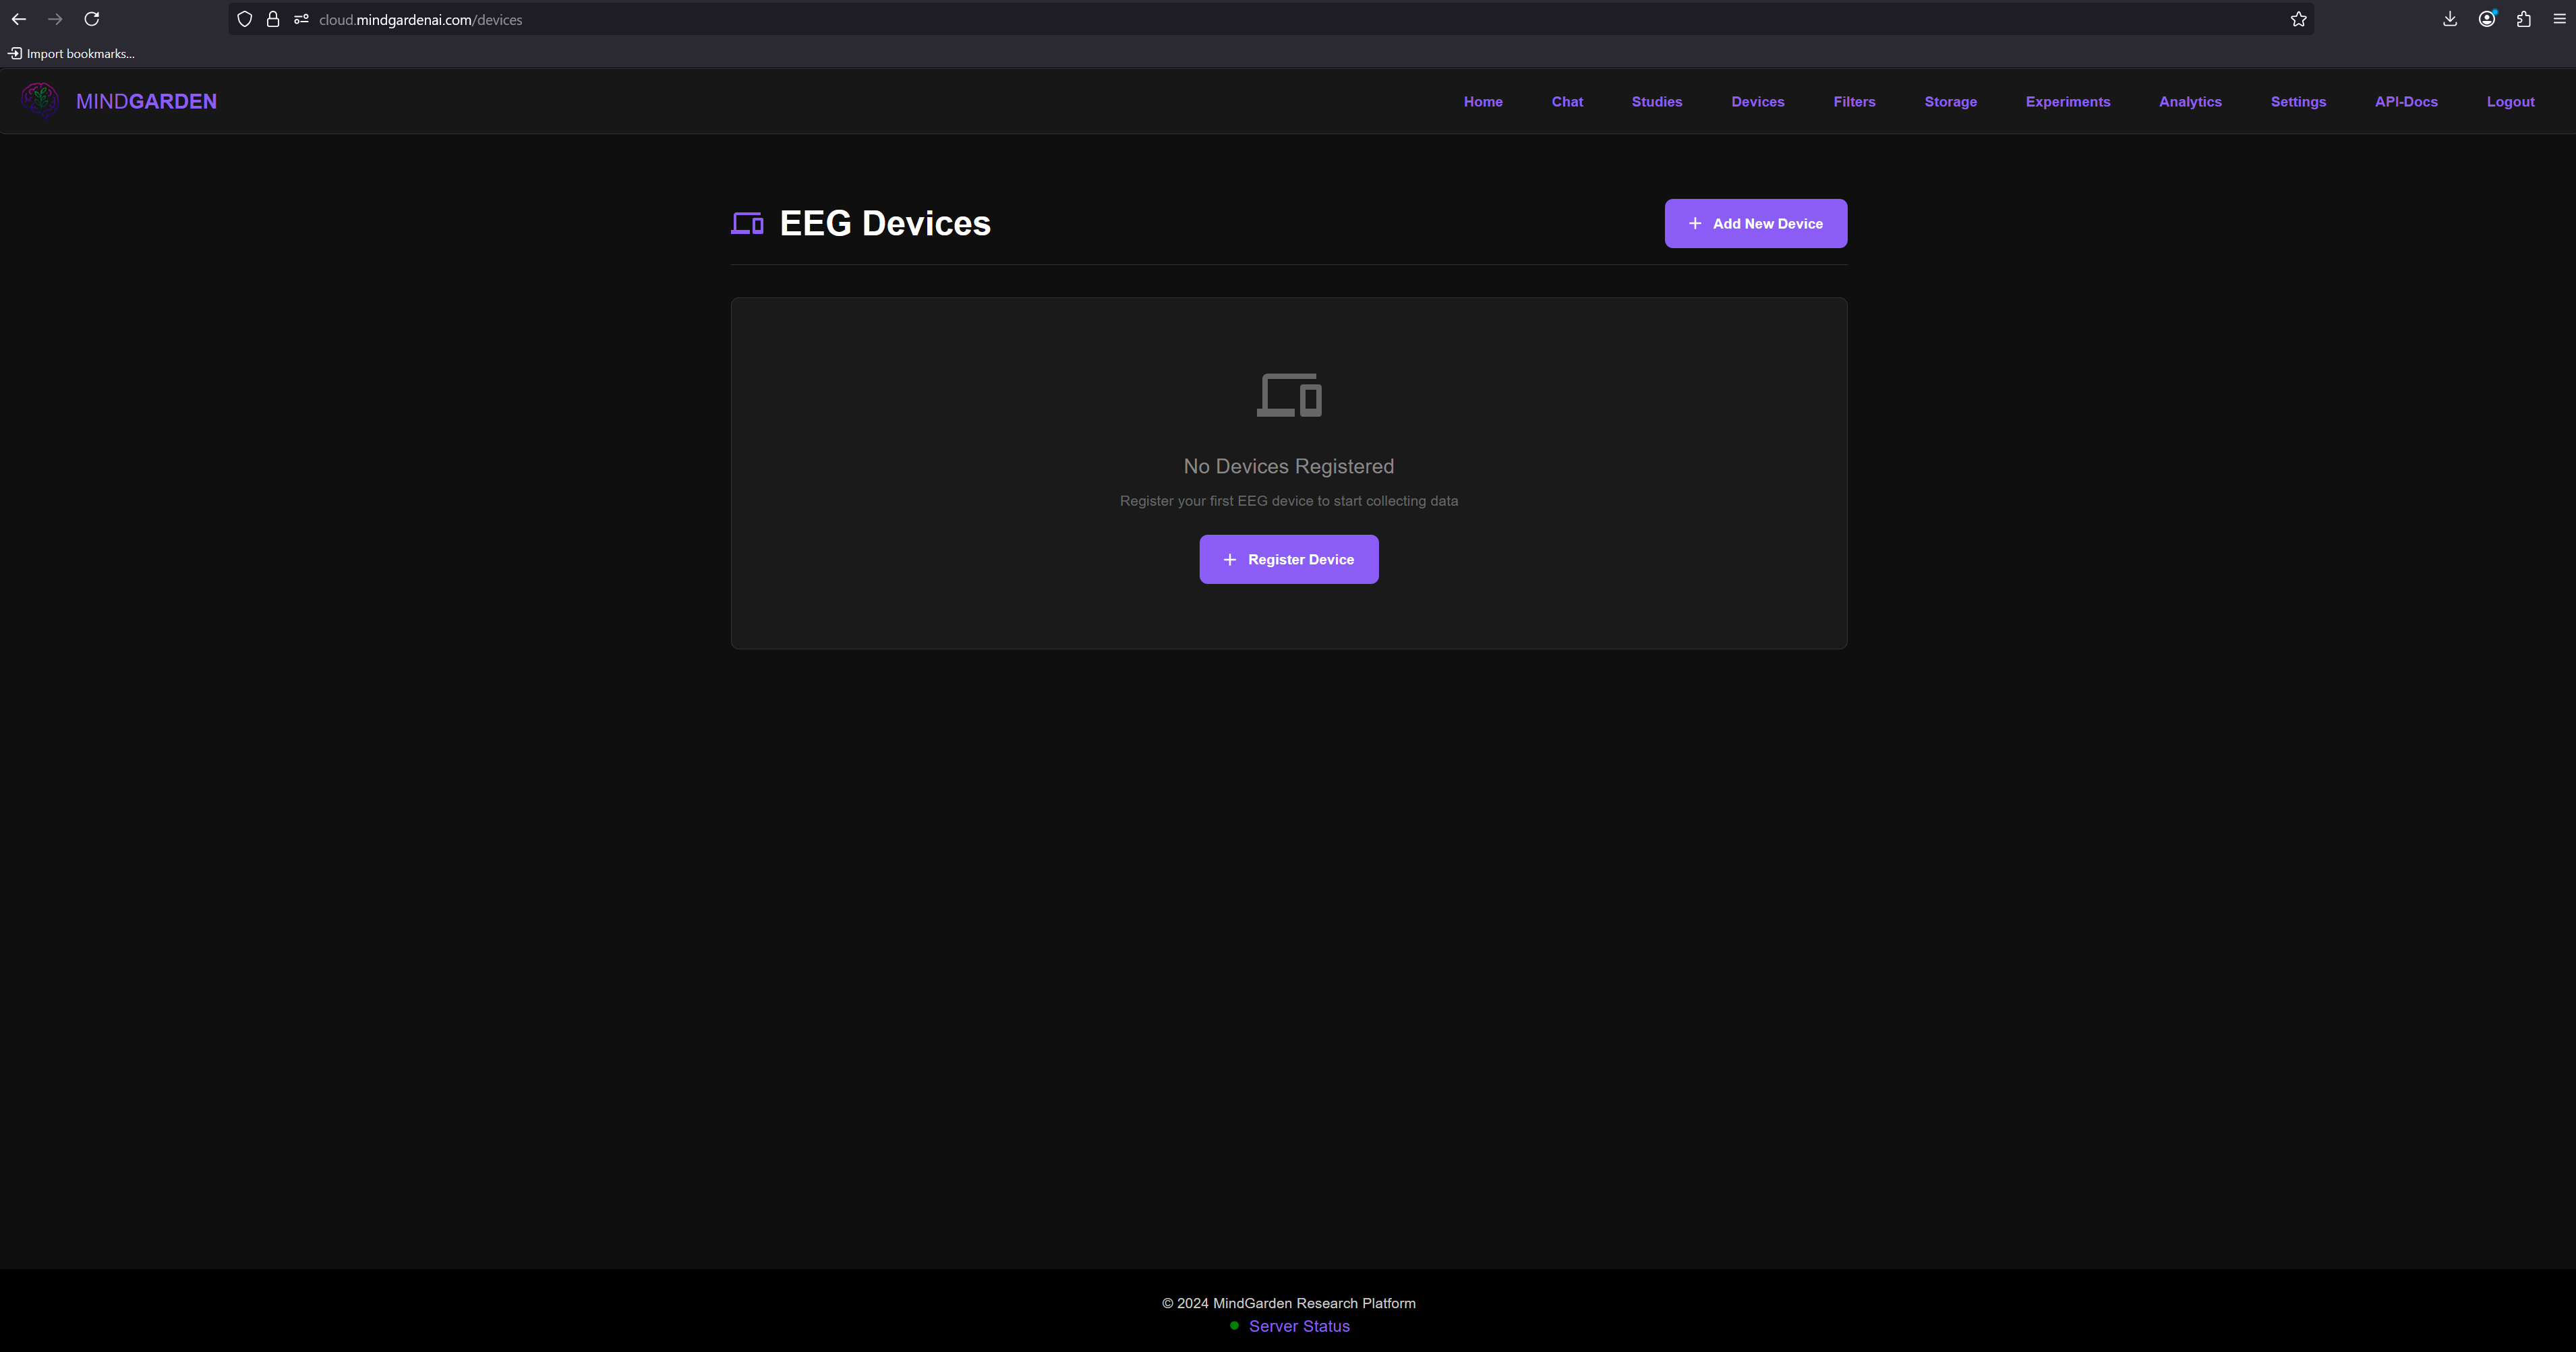 cloud.mindgardenai.com/devices
Import bookmarks...
MINDGARDEN
Home Chat Studies Devices Filters Storage Experiments Analytics Settings API-Docs Logout
EEG Devices
Add New Device
No Devices Registered
Register your first EEG device to start collecting data
Register Device
© 2024 MindGarden Research Platform
Server Status